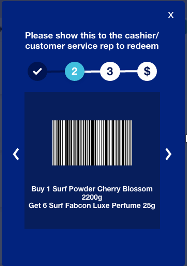 X
Please show this to the cashier/
customer service rep to redeem
2 3 $
Buy 1 Surf Powder Cherry Blossom
2200g
Get 6 Surf Fabcon Luxe Perfume 25g